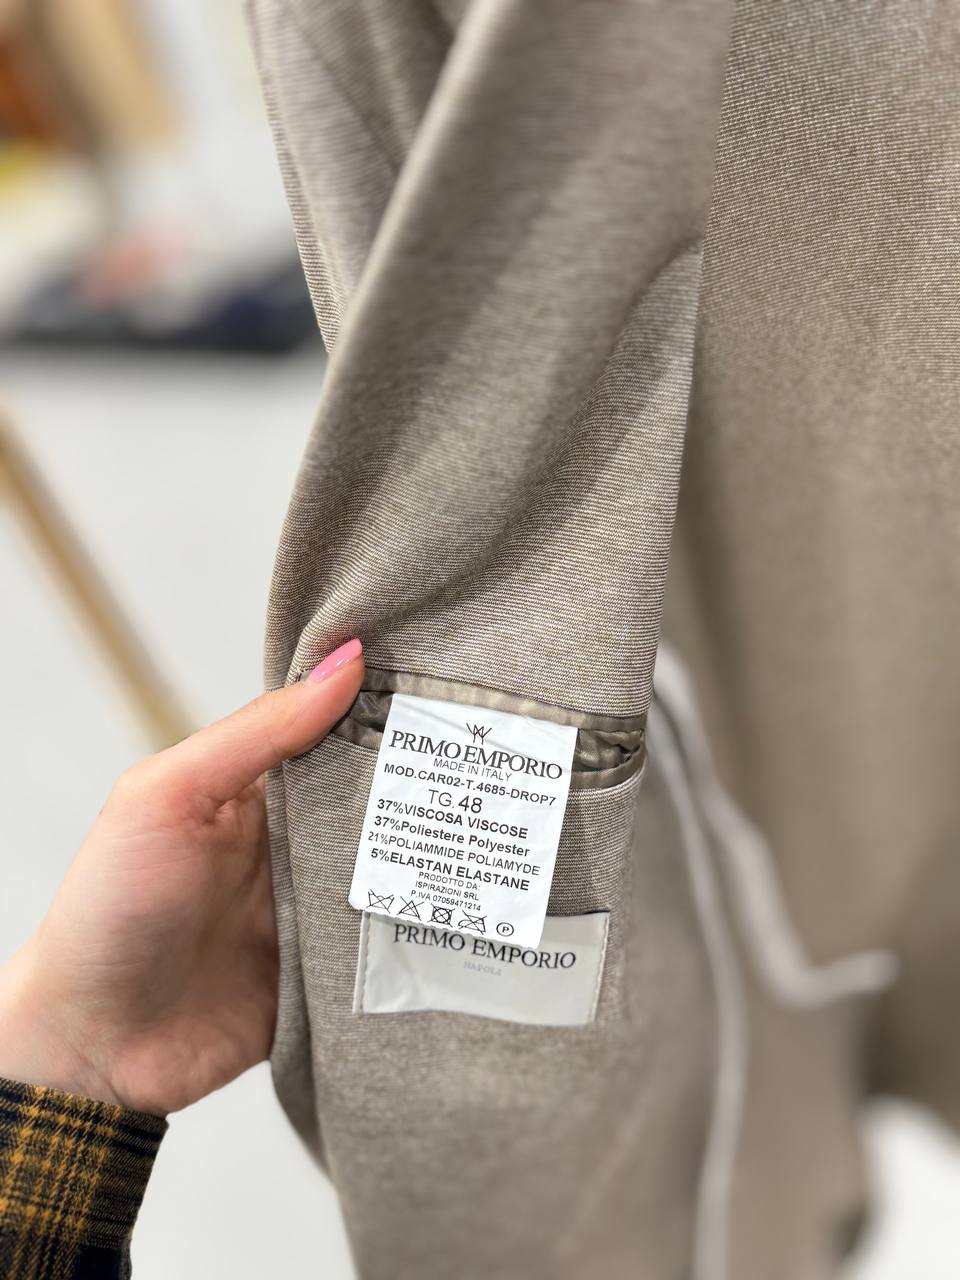 PRIMO EMPORIO
MADE IN ITALY
MOD.CAR02-T.4685-DROP7
TG.48
37%VISCOSA VISCOSE
37%Poliestere Polyester
21%POLIAMMIDE POLIAMYDE
5%ELASTAN ELASTANE
PRODOTTO DA:
ISPIRAZIONI SRL
P.IVA 07059471214
P
PRIMO EMPORIO
NAPOLI